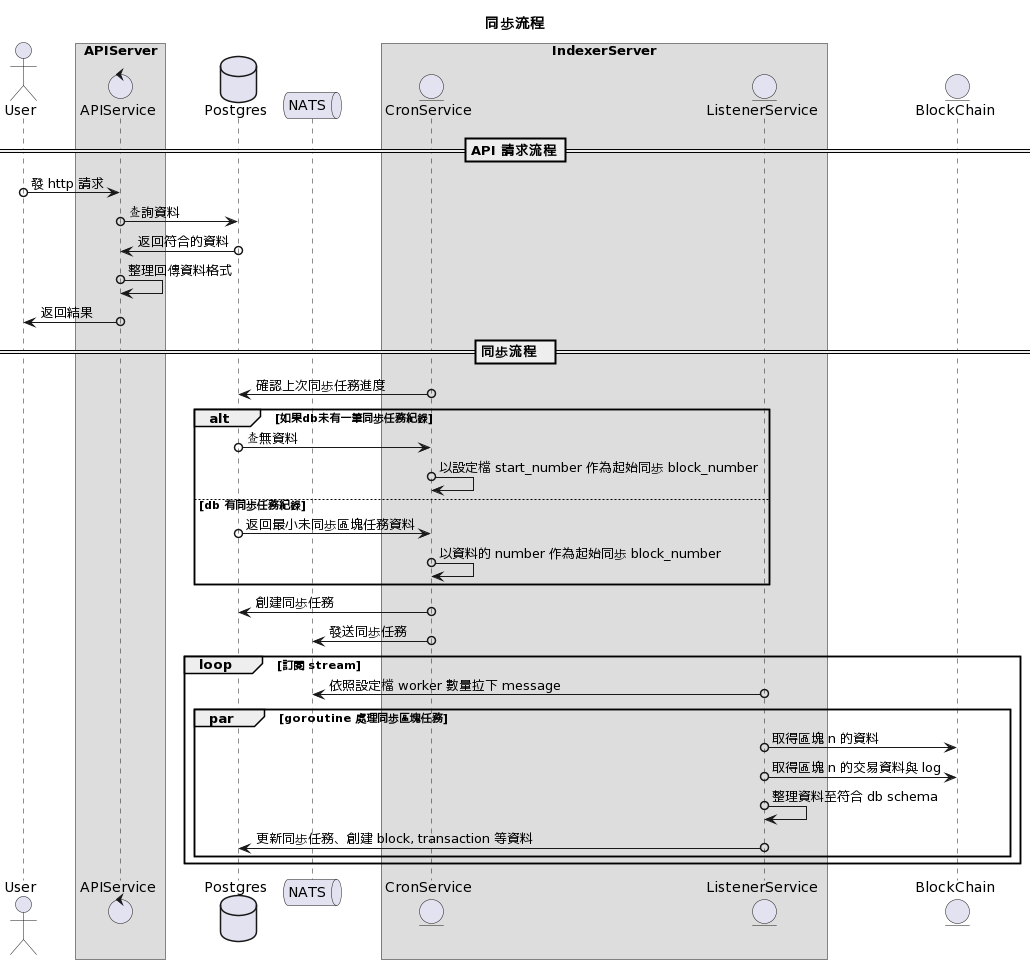 同步流程
APIServer
IndexerServer
User
APIService
Postgres
NATS
CronService
ListenerService
BlockChain
API 請求流程
發 http 請求
查詢資料
返回符合的資料
整理回傳資料格式
返回結果
同步流程
確認上次同步任務進度
alt
[如果db未有一筆同步任務紀錄]
查無資料
以設定檔 start_number 作為起始同步 block_number
[db 有同步任務紀錄]
返回最小未同步區塊任務資料
以資料的 number 作為起始同步 block_number
創建同步任務
發送同步任務
loop
[訂閱 stream]
依照設定檔 worker 數量拉下 message
par
[goroutine 處理同步區塊任務]
取得區塊 n 的資料
取得區塊 n 的交易資料與 log
整理資料至符合 db schema
更新同步任務、創建 block, transaction 等資料
User
APIService
Postgres
NATS
CronService
ListenerService
BlockChain